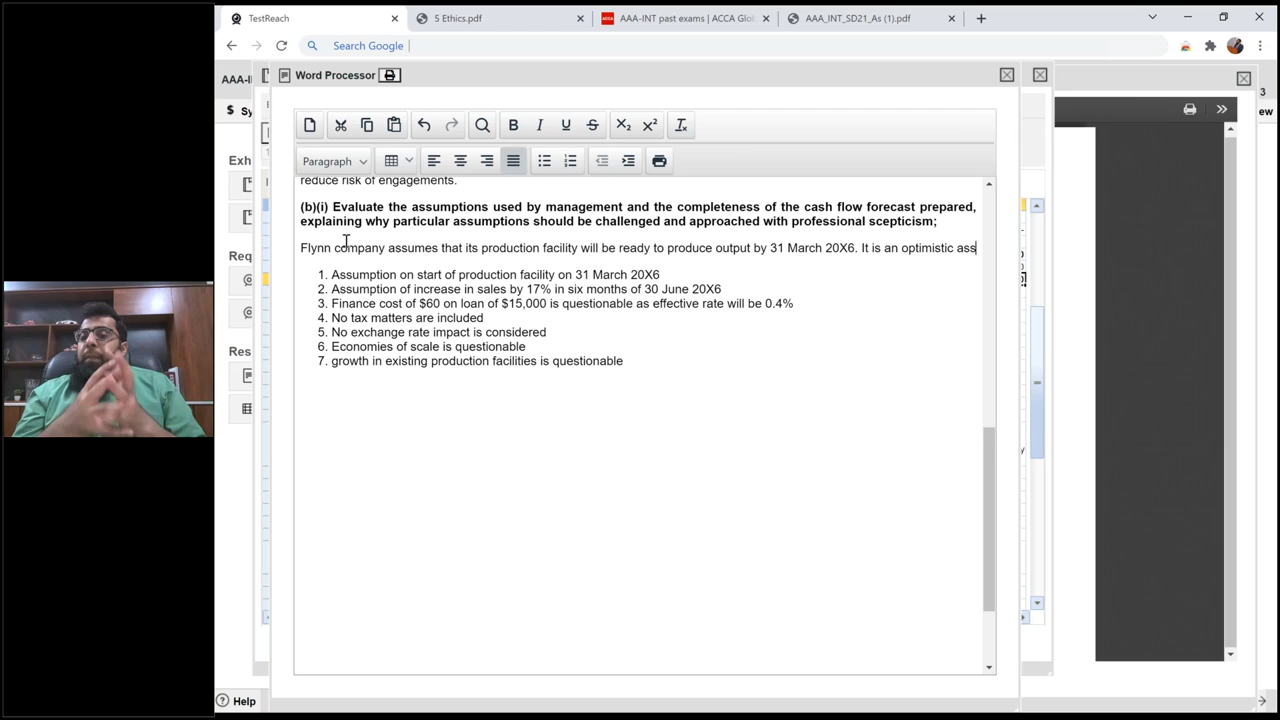 TestReach
5 Ethics.pdf
AAA-INT past exams | ACCA Glo
AAA_INT_SD21_As (1).pdf
Search Google
AAA-I
Word Processor
3
$ Sy
ew
Paragraph
Exh
reduce risk of engagements.
(b)(i) Evaluate the assumptions used by management and the completeness of the cash flow forecast prepared,
explaining why particular assumptions should be challenged and approached with professional scepticism;
Flynn company assumes that its production facility will be ready to produce output by 31 March 20X6. It is an optimistic ass
Req
1. Assumption on start of production facility on 31 March 20X6
2. Assumption of increase in sales by 17% in six months of 30 June 20X6
3. Finance cost of $60 on loan of $15,000 is questionable as effective rate will be 0.4%
4. No tax matters are included
5. No exchange rate impact is considered
6. Economies of scale is questionable
7. growth in existing production facilities is questionable
Res
Help